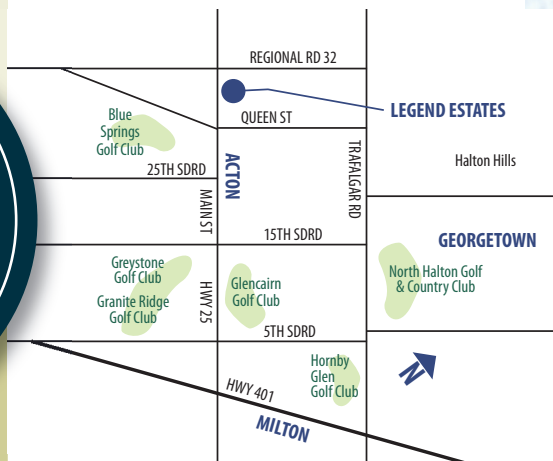 REGIONAL RD 32
LEGEND ESTATES
Blue
Springs
Golf Club
QUEEN ST
25TH SDRD
ACTON
TRAFALGAR RD
Halton Hills
MAIN ST
15TH SDRD
GEORGETOWN
Greystone
Golf Club
Granite Ridge
Golf Club
HWY 25
Glencairn
Golf Club
North Halton Golf
& Country Club
5TH SDRD
Hornby
Glen
Golf Club
N
HWY 401
MILTON